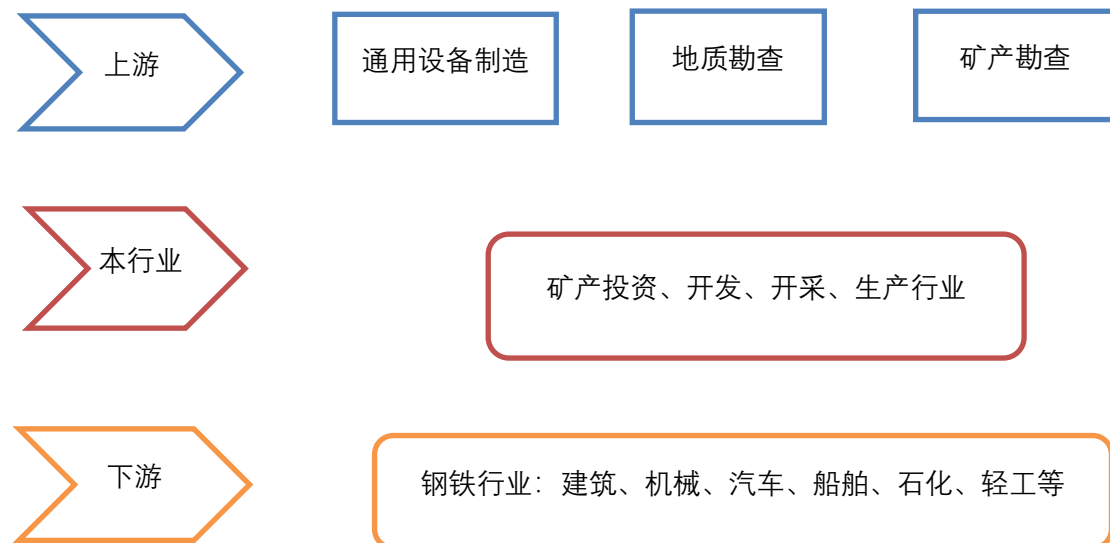 上游
通用设备制造
地质勘查
矿产勘查
本行业
矿产投资、开发、开采、生产行业
下游
钢铁行业：建筑、机械、汽车、船舶、石化、轻工等